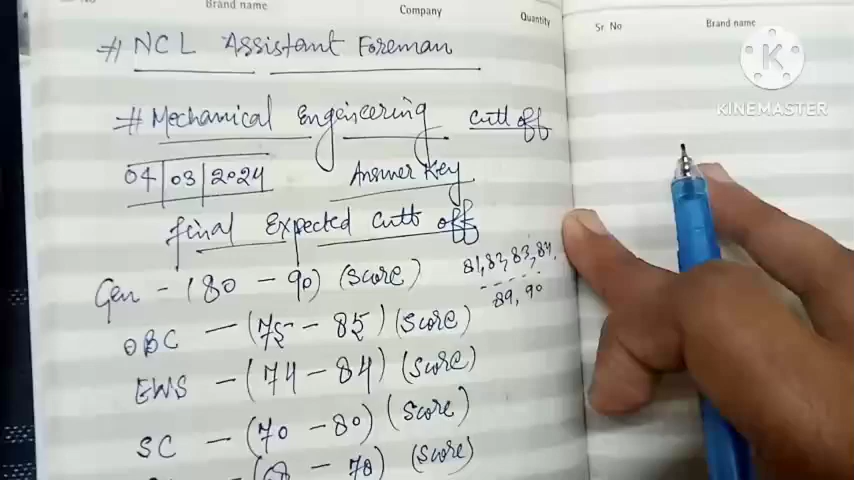 Brand name Company Quantity
Sr No Brand name
KINEMASTER
# NCL Assistant Foreman
# Mechanical Engineering Cutt off
04|03|2024 Answer Key
final Expected Cutt off
Gen - (80 - 90) (Score) 81,82,83,84,
- - - - - 89, 90
OBC - (75 - 85) (Score)
EWS - (74 - 84) (Score)
SC - (70 - 80) (Score)
- 70) (Score)